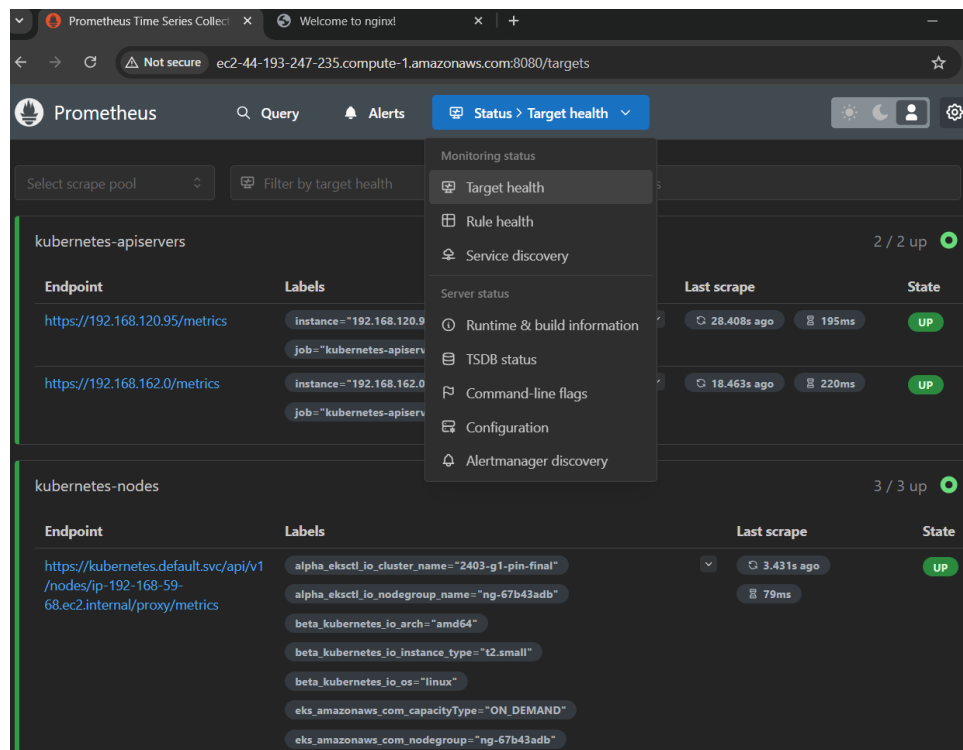 Prometheus Time Series Collect
Welcome to nginx!
Not secure ec2-44-193-247-235.compute-1.amazonaws.com:8080/targets
Prometheus Query Alerts Status > Target health
Select scrape pool Filter by target health s
Monitoring status
Target health
Rule health
Service discovery
Server status
Runtime & build information
TSDB status
Command-line flags
Configuration
Alertmanager discovery
kubernetes-apiservers 2 / 2 up
Endpoint Labels Last scrape State
https://192.168.120.95/metrics instance="192.168.120.9 28.408s ago 195ms UP
job="kubernetes-apiserv
https://192.168.162.0/metrics instance="192.168.162.0 18.463s ago 220ms UP
job="kubernetes-apiserv
kubernetes-nodes 3 / 3 up
Endpoint Labels Last scrape State
https://kubernetes.default.svc/api/v1 alpha_eksctl_io_cluster_name="2403-g1-pin-final" 3.431s ago UP
/nodes/ip-192-168-59- alpha_eksctl_io_nodegroup_name="ng-67b43adb" 79ms
68.ec2.internal/proxy/metrics
beta_kubernetes_io_arch="amd64"
beta_kubernetes_io_instance_type="t2.small"
beta_kubernetes_io_os="linux"
eks_amazonaws_com_capacityType="ON_DEMAND"
eks_amazonaws_com_nodegroup="ng-67b43adb"